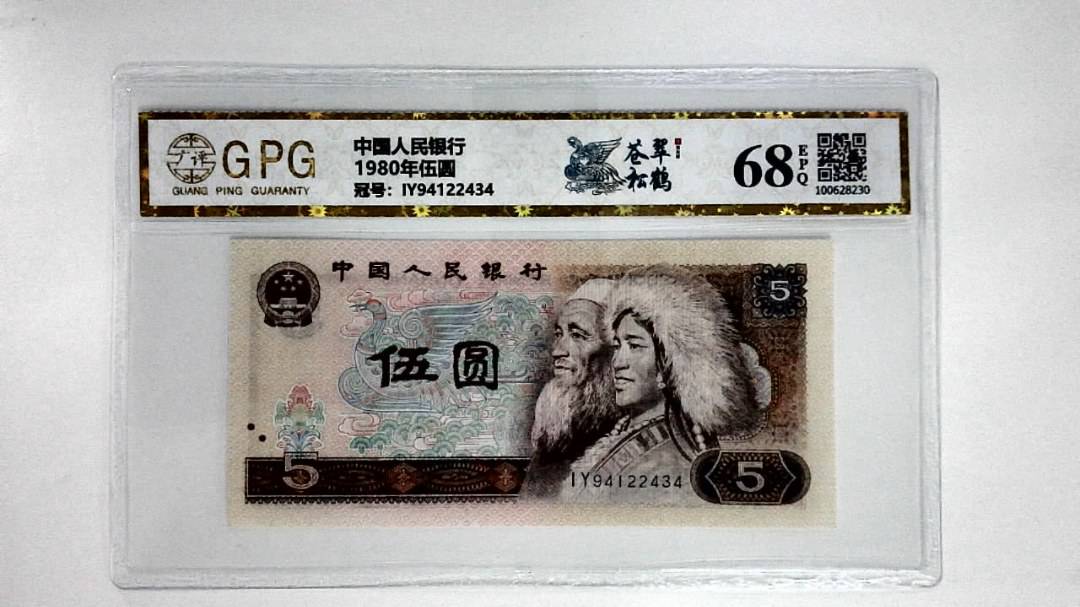 广评
GPG
GUANG PING GUARANTY
中国人民银行
1980年伍圆
冠号：IY94122434
苍松
翠鹤
68
EPQ
100628230
中国人民银行
5
伍圆
5
IY94122434
5